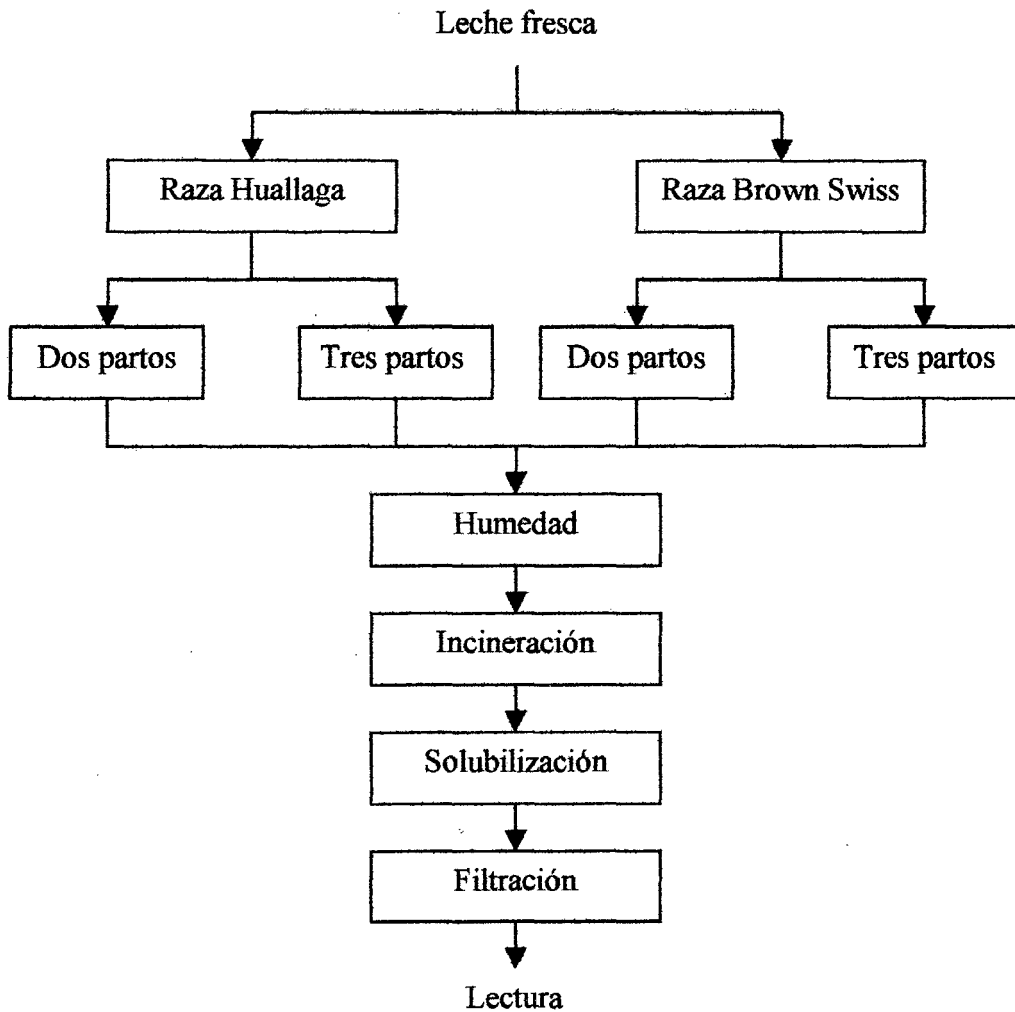 Leche fresca
Raza Huallaga
Raza Brown Swiss
Dos partos
Tres partos
Dos partos
Tres partos
Humedad
Incineración
Solubilización
Filtración
Lectura